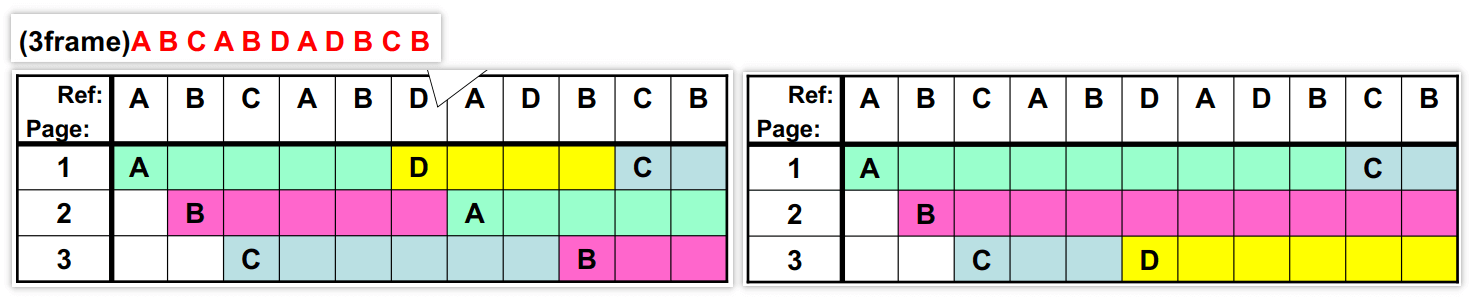 (3frame)A B C A B D A D B C B
Ref: A B C A B D A D B C B
Page:
1 A D C
2 B A
3 C B
Ref: A B C A B D A D B C B
Page:
1 A C
2 B
3 C D